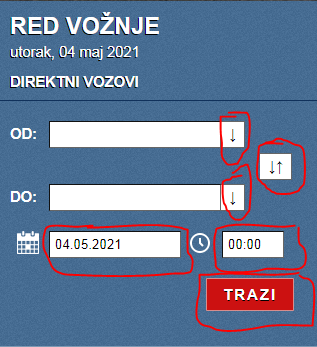 RED VOŽNJE
utorak, 04 maj 2021
DIREKTNI VOZOVI
OD: ↓
↓↑
DO: ↓
04.05.2021 00:00
TRAZI